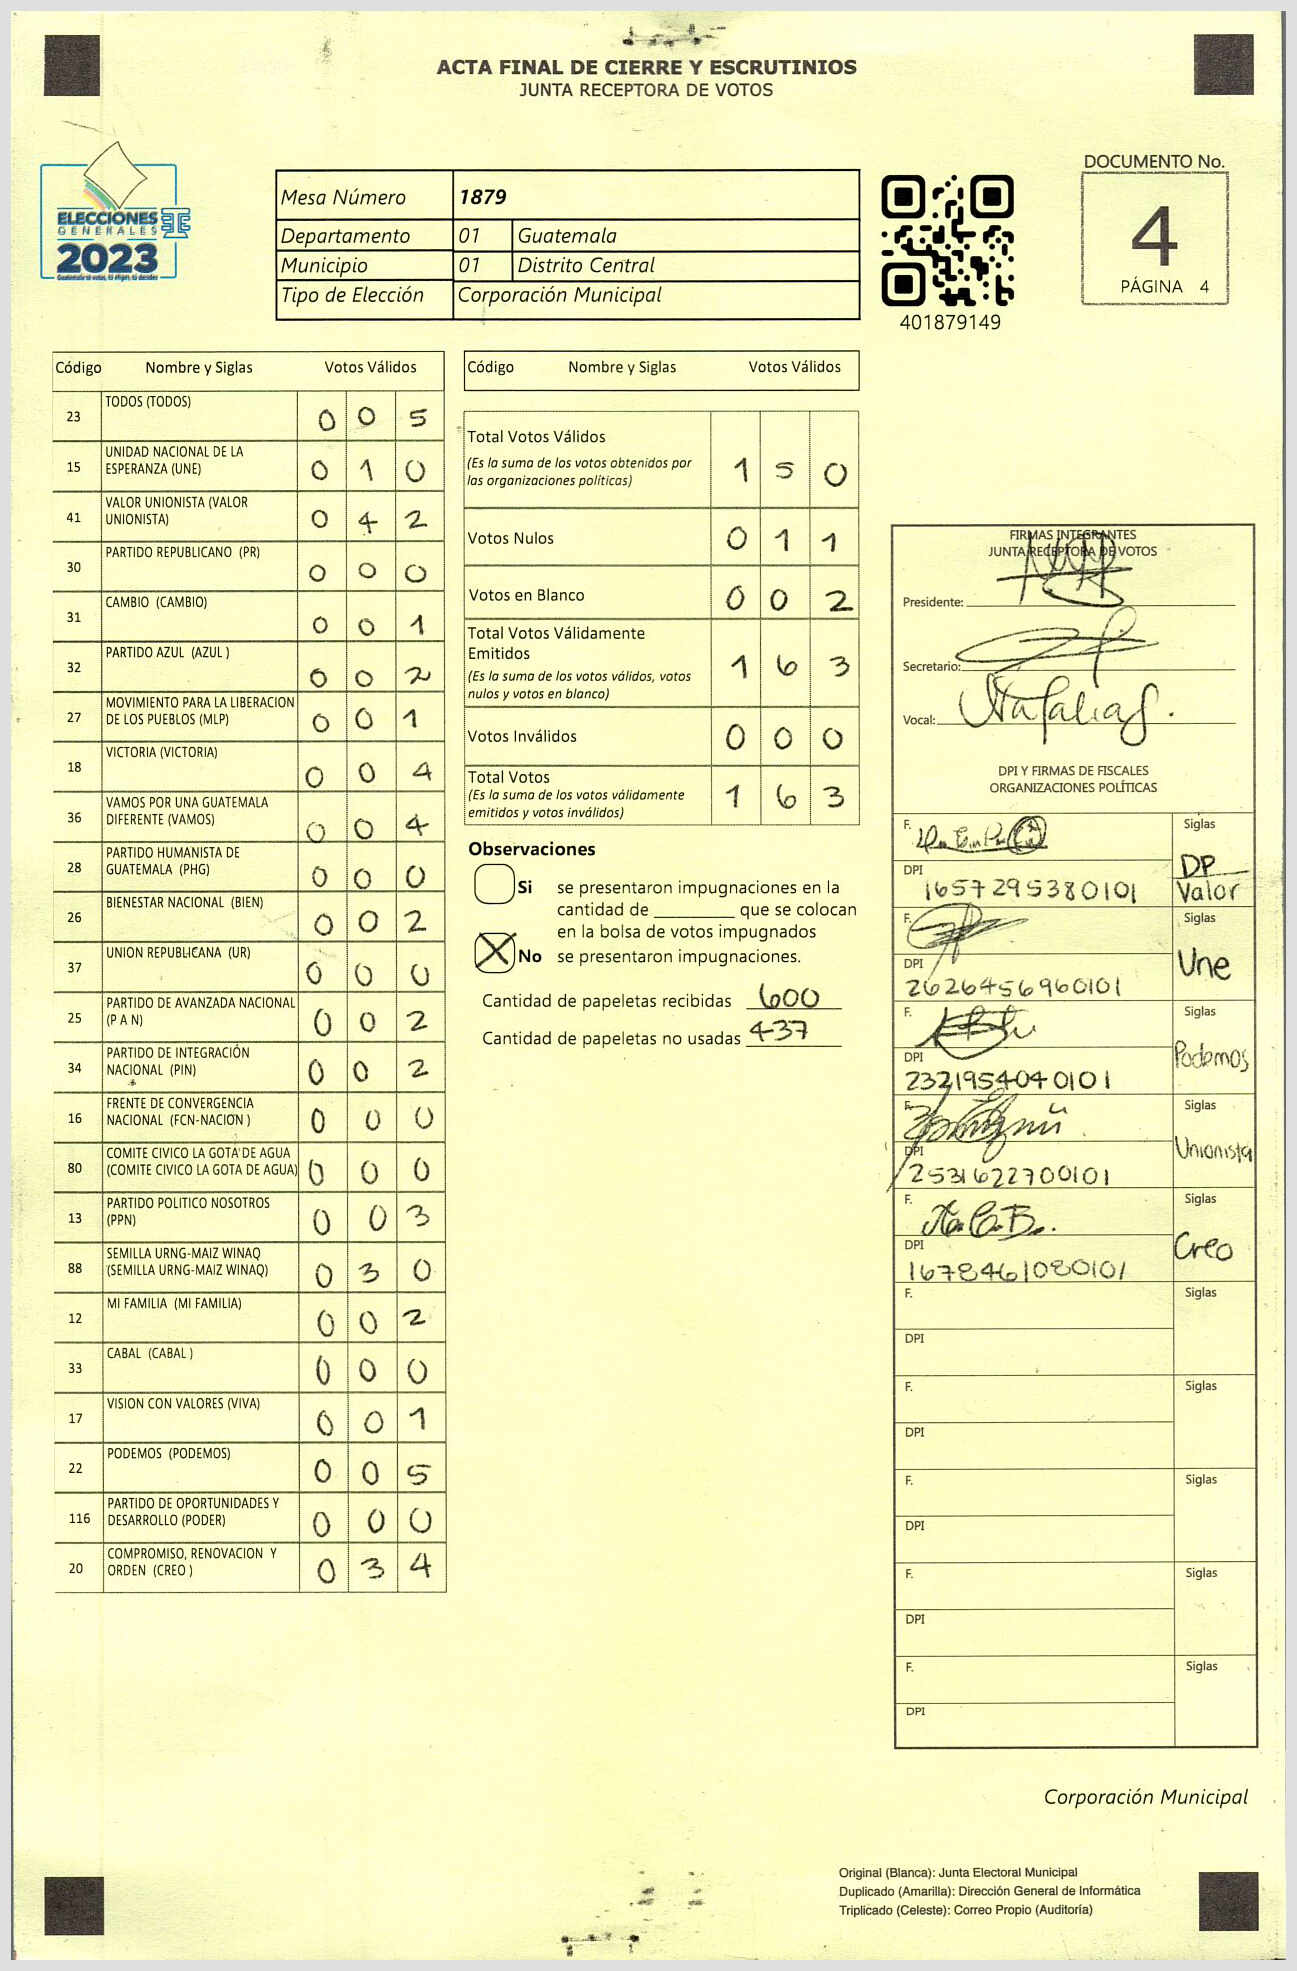 ACTA FINAL DE CIERRE Y ESCRUTINIOS
JUNTA RECEPTORA DE VOTOS
ELECCIONES
GENERALES
2023
Mesa Número 1879
Departamento 01 Guatemala
Municipio 01 Distrito Central
Tipo de Elección Corporación Municipal
401879149
DOCUMENTO No.
4
PÁGINA 4
Código Nombre y Siglas Votos Válidos
23 TODOS (TODOS) 0 0 5
15 UNIDAD NACIONAL DE LA
ESPERANZA (UNE) 0 1 0
41 VALOR UNIONISTA (VALOR
UNIONISTA) 0 4 2
30 PARTIDO REPUBLICANO (PR) 0 0 0
31 CAMBIO (CAMBIO) 0 0 1
32 PARTIDO AZUL (AZUL ) 0 0 2
27 MOVIMIENTO PARA LA LIBERACION
DE LOS PUEBLOS (MLP) 0 0 1
18 VICTORIA (VICTORIA) 0 0 4
36 VAMOS POR UNA GUATEMALA
DIFERENTE (VAMOS) 0 0 4
28 PARTIDO HUMANISTA DE
GUATEMALA (PHG) 0 0 0
26 BIENESTAR NACIONAL (BIEN) 0 0 2
37 UNION REPUBLICANA (UR) 0 0 0
25 PARTIDO DE AVANZADA NACIONAL
(P A N) 0 0 2
34 PARTIDO DE INTEGRACIÓN
NACIONAL (PIN) 0 0 2
16 FRENTE DE CONVERGENCIA
NACIONAL (FCN-NACION ) 0 0 0
80 COMITE CIVICO LA GOTA DE AGUA
(COMITE CIVICO LA GOTA DE AGUA) 0 0 0
13 PARTIDO POLITICO NOSOTROS
(PPN) 0 0 3
88 SEMILLA URNG-MAIZ WINAQ
(SEMILLA URNG-MAIZ WINAQ) 0 3 0
12 MI FAMILIA (MI FAMILIA) 0 0 2
33 CABAL (CABAL ) 0 0 0
17 VISION CON VALORES (VIVA) 0 0 1
22 PODEMOS (PODEMOS) 0 0 5
116 PARTIDO DE OPORTUNIDADES Y
DESARROLLO (PODER) 0 0 0
20 COMPROMISO, RENOVACION Y
ORDEN (CREO ) 0 3 4
Código Nombre y Siglas Votos Válidos
Total Votos Válidos
(Es la suma de los votos obtenidos por
las organizaciones políticas) 1 5 0
Votos Nulos 0 1 1
Votos en Blanco 0 0 2
Total Votos Válidamente
Emitidos
(Es la suma de los votos válidos, votos
nulos y votos en blanco) 1 6 3
Votos Inválidos 0 0 0
Total Votos
(Es la suma de los votos válidamente
emitidos y votos inválidos) 1 6 3
Observaciones
Si se presentaron impugnaciones en la
cantidad de que se colocan
en la bolsa de votos impugnados
No se presentaron impugnaciones.
Cantidad de papeletas recibidas 600
Cantidad de papeletas no usadas 437
FIRMAS INTEGRANTES
JUNTA RECEPTORA DE VOTOS
Presidente:
Secretario:
Vocal:
DPI Y FIRMAS DE FISCALES
ORGANIZACIONES POLÍTICAS
F. Siglas
DP
DPI 1657295380101 Valor
F. Siglas
Une
DPI 2626456960101
F. Siglas
Podemos
DPI 2321954040101
F. Siglas
Unionista
DPI 2531622700101
F. Siglas
Creo
DPI 1678461080101
F. Siglas
DPI
F. Siglas
DPI
F. Siglas
DPI
F. Siglas
DPI
F. Siglas
DPI
Corporación Municipal
Original (Blanca): Junta Electoral Municipal
Duplicado (Amarilla): Dirección General de Informática
Triplicado (Celeste): Correo Propio (Auditoría)